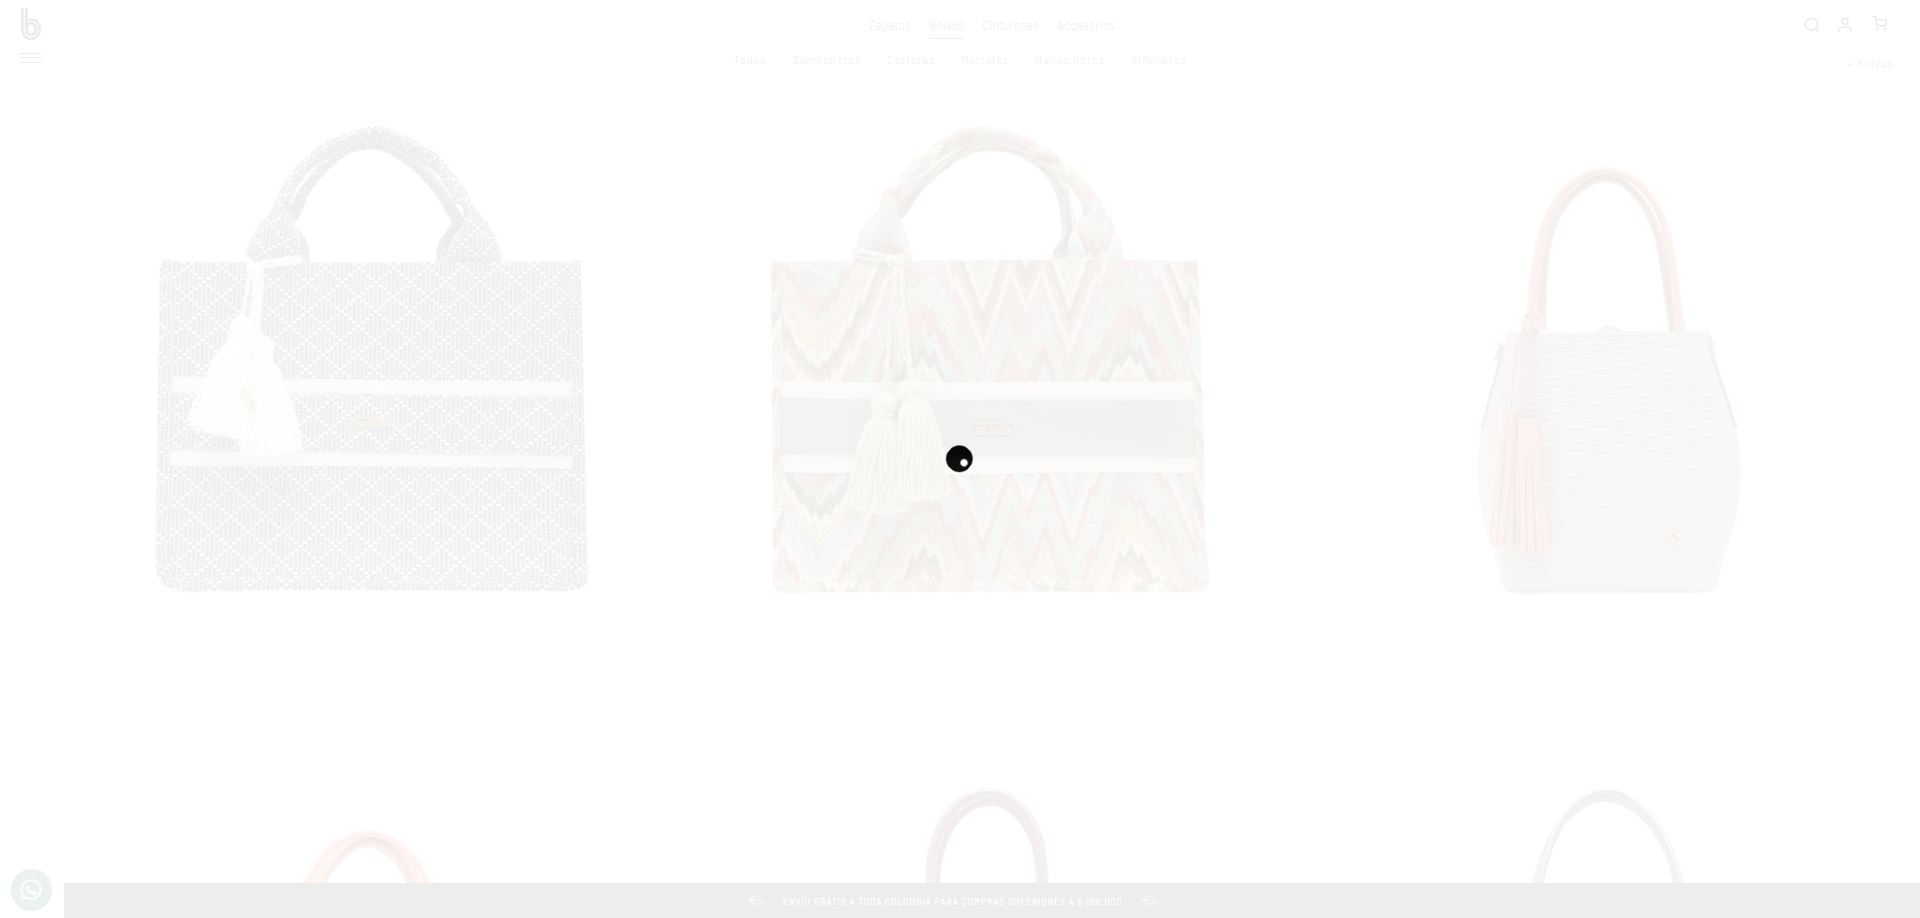 b
Zapatos Bolsos Cinturones Accesorios
Todos Bomboneras Carteras Morrales Manos libres Riñoneras
+ Filtros
ENVÍO GRATIS A TODA COLOMBIA PARA COMPRAS SUPERIORES A $ 100.000